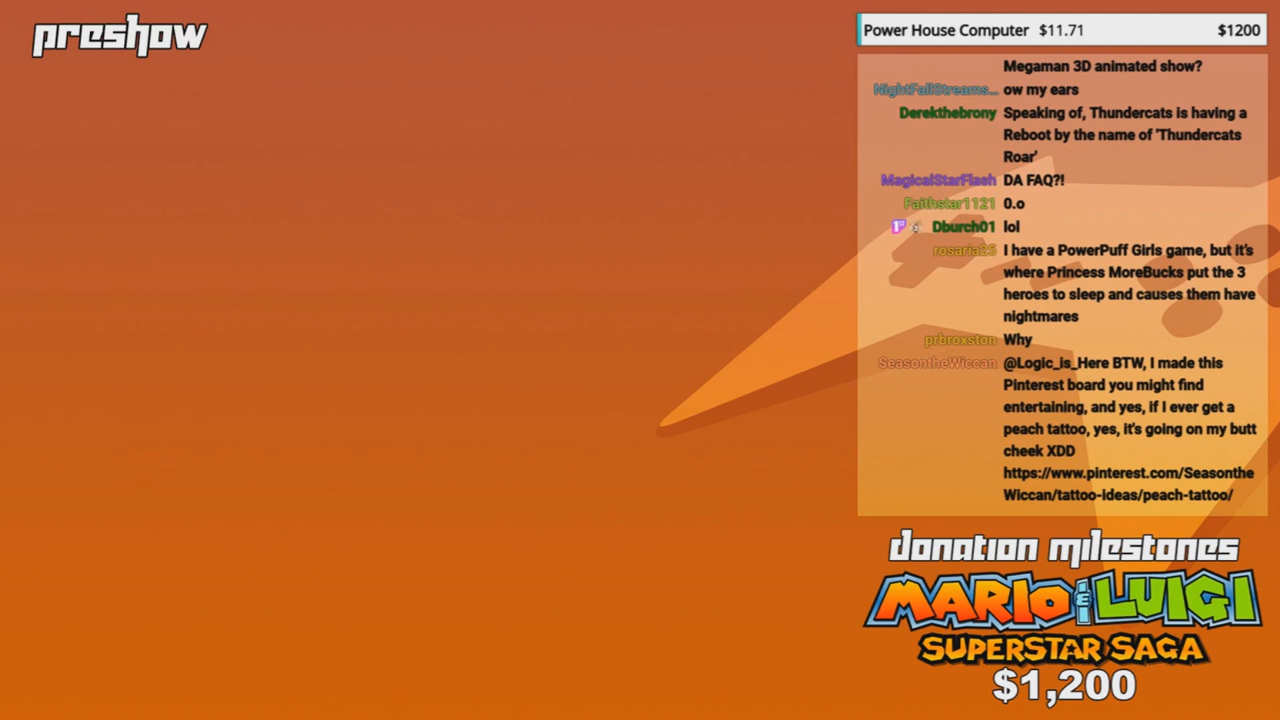 preshow
Power House Computer $11.71 $1200
Megaman 3D animated show?
NightFallStreams... ow my ears
Derekthebrony Speaking of, Thundercats is having a
Reboot by the name of 'Thundercats
Roar'
MagicalStarFlash DA FAQ?!
Faithstar1121 0.o
Dburch01 lol
rosaria25 I have a PowerPuff Girls game, but it's
where Princess MoreBucks put the 3
heroes to sleep and causes them have
nightmares
prbroxston Why
SeasontheWiccan @Logic_is_Here BTW, I made this
Pinterest board you might find
entertaining, and yes, if I ever get a
peach tattoo, yes, it's going on my butt
cheek XDD
https://www.pinterest.com/Seasonthe
Wiccan/tattoo-ideas/peach-tattoo/
donation milestones
MARIO & LUIGI
SUPERSTAR SAGA
$1,200